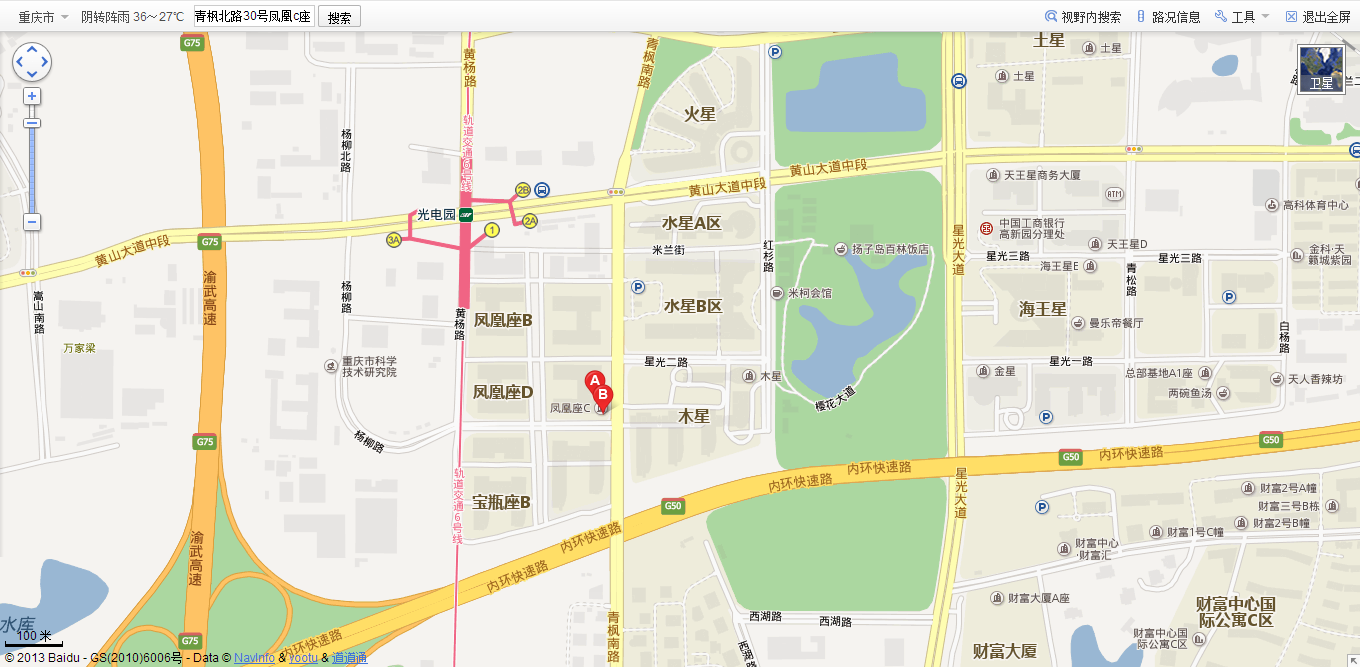 重庆市 阴转阵雨 36～27℃ 青枫北路30号凤凰c座 搜索 视野内搜索 路况信息 工具 退出全屏
G75
黄杨路
青枫南路
P
土星
土星
土星
卫星
火星
轨道交通6号线
杨柳北路
黄山大道中段
黄山大道中段
天王星商务大厦
ATM
高科体育中心
2B
光电园
2A
1
3A
水星A区
中国工商银行
高新园分理处
天王星D
G75
黄山大道中段
米兰街
红杉路
扬子岛百林饭店
星光大道
星光三路
星光三路
海王星E
金科·天
籁城紫园
青松路
渝武高速
嵩山南路
杨柳路
P
米柯会馆
P
水星B区
海王星
曼乐帝餐厅
黄杨路
凤凰座B
白杨路
万家梁
重庆市科学
技术研究院
星光二路
星光一路
木星
金星
总部基地A1座
天人香辣坊
A
B
凤凰座D
凤凰座C
樱花大道
两碗鱼汤
木星
P
G75
杨柳路
G50
G50
内环快速路
内环快速路
内环快速路
轨道交通6号线
星光大道
宝瓶座B
G50
财富2号A幢
财富三号B栋
财富2号B幢
P
财富1号C幢
渝武高速
内环快速路
财富中心
·财富汇
内环快速路
财富大厦A座
财富中心国
际公寓C区
青枫南路
西湖路
西湖路
西湖路
水库
100 米
G75
内环快速路
财富中心国
际公寓C区
财富大厦
© 2013 Baidu - GS(2010)6006号 - Data © NavInfo & yootu & 道道通